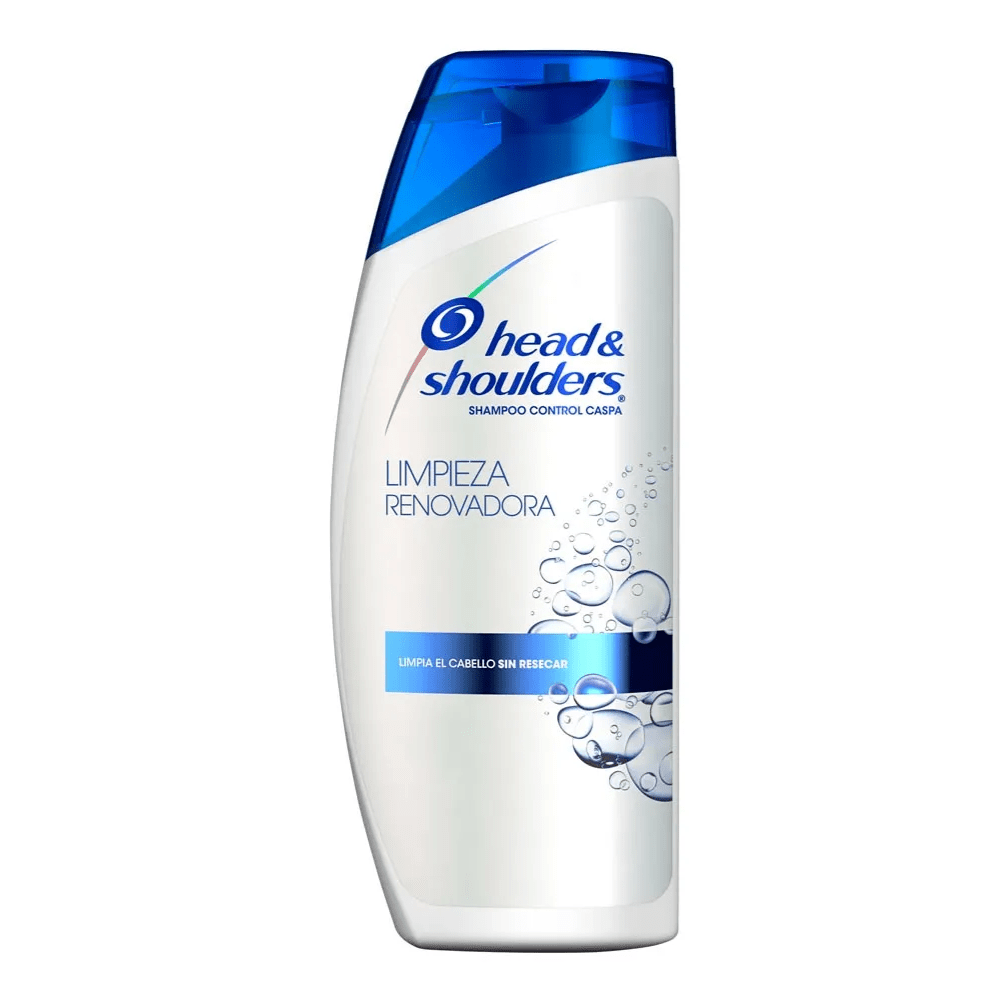 head &
shoulders®
SHAMPOO CONTROL CASPA
LIMPIEZA
RENOVADORA
LIMPIA EL CABELLO SIN RESECAR